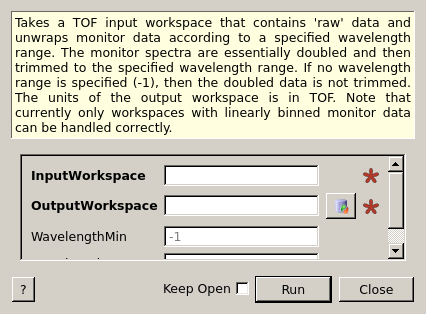 Takes a TOF input workspace that contains 'raw' data and
unwraps monitor data according to a specified wavelength
range. The monitor spectra are essentially doubled and then
trimmed to the specified wavelength range. If no wavelength
range is specified (-1), then the doubled data is not trimmed.
The units of the output workspace is in TOF. Note that
currently only workspaces with linearly binned monitor data
can be handled correctly.
InputWorkspace
OutputWorkspace
WavelengthMin -1
? Keep Open Run Close